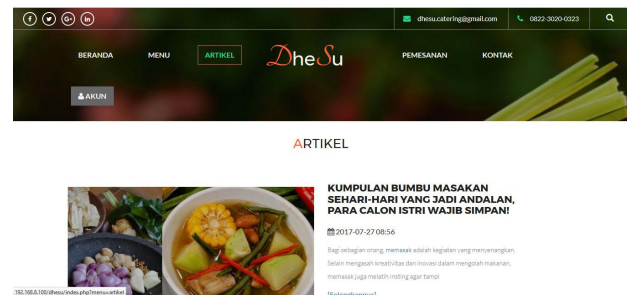 dhesu.catering@gmail.com
0822-3020-0323
BERANDA
MENU
ARTIKEL
DheSu
PEMESANAN
KONTAK
AKUN
ARTIKEL
KUMPULAN BUMBU MASAKAN
SEHARI-HARI YANG JADI ANDALAN,
PARA CALON ISTRI WAJIB SIMPAN!
2017-07-27 08:56
Bagi sebagian orang, memasak adalah kegiatan yang menyenangkan.
Selain mengasah kreativitas dan inovasi dalam mengolah makanan,
memasak juga melatih insting agar tampi
[Selengkapnya]
192.168.8.100/dhesu/index.php?menu=artikel